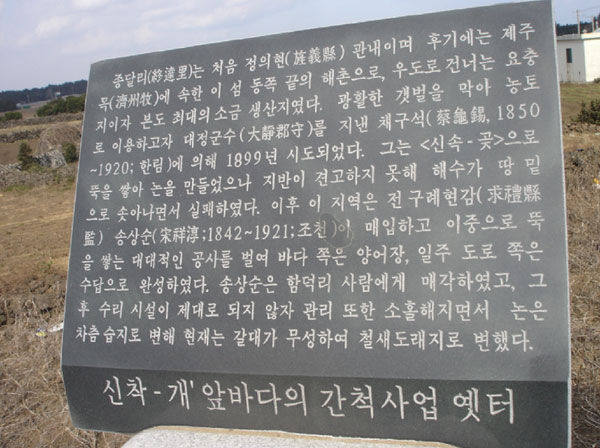 종달리(終達里)는 처음 정의현(旌義縣) 관내이며 후기에는 제주
목(濟州牧)에 속한 이 섬 동쪽 끝의 해촌으로, 우도로 건너는 요충
지이자 본도 최대의 소금 생산지였다. 광활한 갯벌을 막아 농토
로 이용하고자 대정군수(大靜郡守)를 지낸 채구석(蔡龜錫, 1850
~1920; 한림)에 의해 1899년 시도되었다. 그는 <신속-곶>으로
뚝을 쌓아 논을 만들었으나 지반이 견고하지 못해 해수가 땅 밑
으로 솟아나면서 실패하였다. 이후 이 지역은 전 구례현감(求禮縣
監) 송상순(宋祥淳;1842~1921;조천)이 매입하고 이중으로 뚝
을 쌓는 대대적인 공사를 벌여 바다 쪽은 양어장, 일주 도로 쪽은
수답으로 완성하였다. 송상순은 함덕리 사람에게 매각하였고, 그
후 수리 시설이 제대로 되지 않자 관리 또한 소홀해지면서 논은
차츰 습지로 변해 현재는 갈대가 무성하여 철새도래지로 변했다.
신착-개' 앞바다의 간척사업 옛터